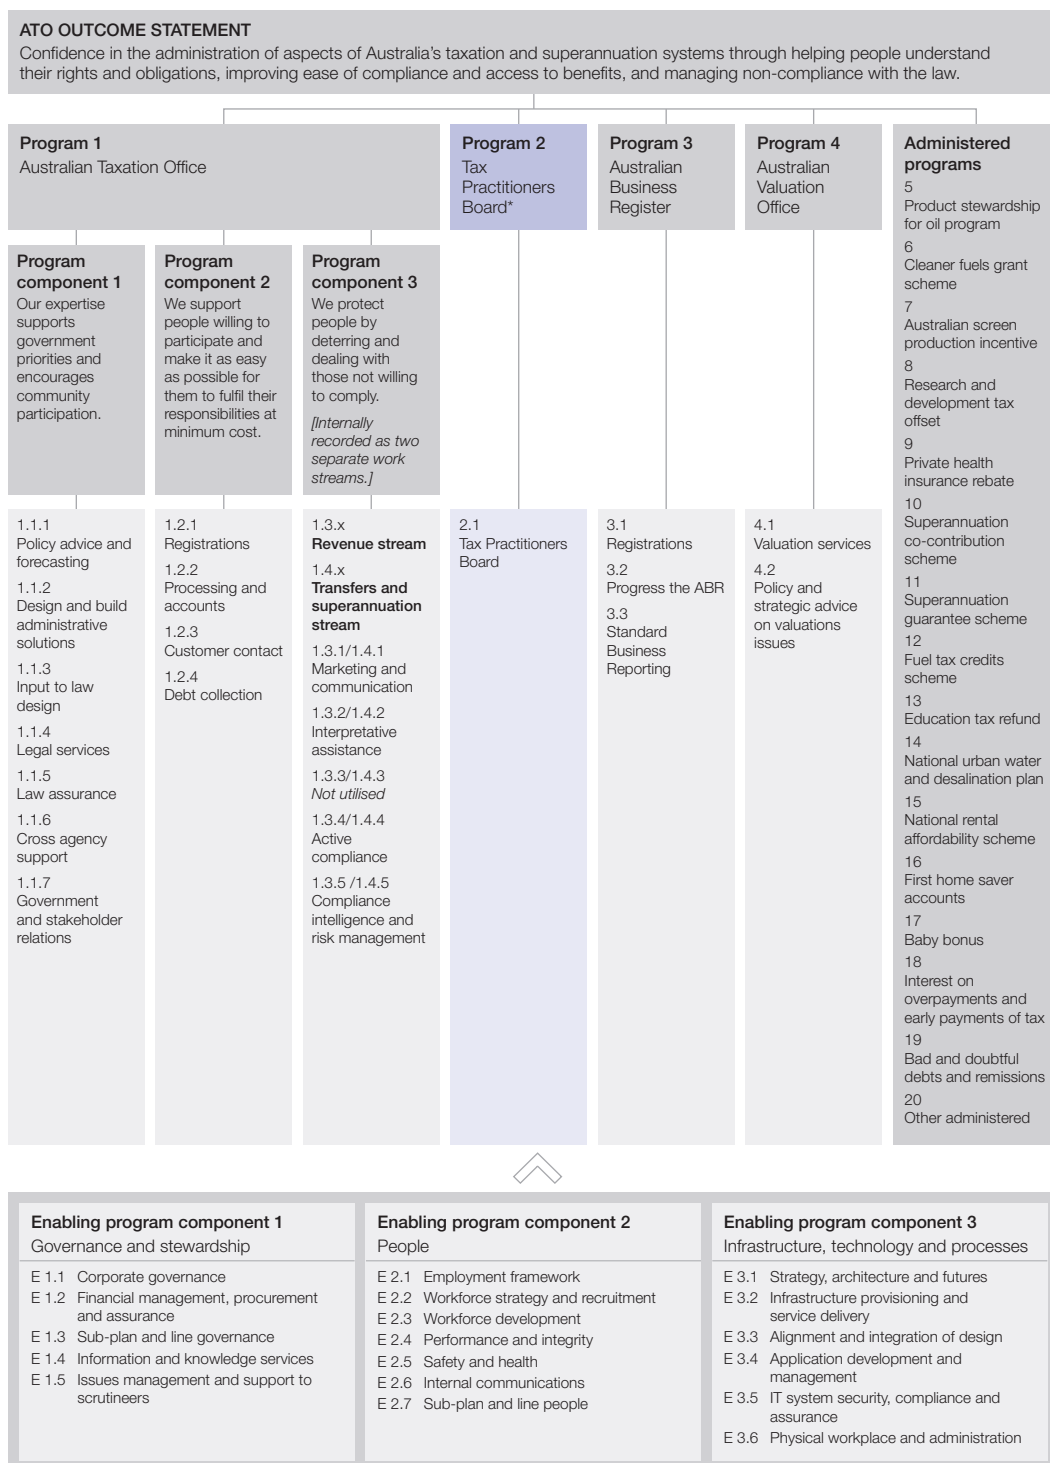 ATO OUTCOME STATEMENT
Confidence in the administration of aspects of Australia’s taxation and superannuation systems through helping people understand
their rights and obligations, improving ease of compliance and access to benefits, and managing non-compliance with the law.
Program 1
Australian Taxation Office
Program 2
Tax
Practitioners
Board*
Program 3
Australian
Business
Register
Program 4
Australian
Valuation
Office
Administered
programs
5
Product stewardship
for oil program
6
Cleaner fuels grant
scheme
7
Australian screen
production incentive
8
Research and
development tax
offset
9
Private health
insurance rebate
10
Superannuation
co-contribution
scheme
11
Superannuation
guarantee scheme
12
Fuel tax credits
scheme
13
Education tax refund
14
National urban water
and desalination plan
15
National rental
affordability scheme
16
First home saver
accounts
17
Baby bonus
18
Interest on
overpayments and
early payments of tax
19
Bad and doubtful
debts and remissions
20
Other administered
Program
component 1
Our expertise
supports
government
priorities and
encourages
community
participation.
Program
component 2
We support
people willing to
participate and
make it as easy
as possible for
them to fulfil their
responsibilities at
minimum cost.
Program
component 3
We protect
people by
deterring and
dealing with
those not willing
to comply.
[Internally
recorded as two
separate work
streams.]
1.1.1
Policy advice and
forecasting
1.1.2
Design and build
administrative
solutions
1.1.3
Input to law
design
1.1.4
Legal services
1.1.5
Law assurance
1.1.6
Cross agency
support
1.1.7
Government
and stakeholder
relations
1.2.1
Registrations
1.2.2
Processing and
accounts
1.2.3
Customer contact
1.2.4
Debt collection
1.3.x
Revenue stream
1.4.x
Transfers and
superannuation
stream
1.3.1/1.4.1
Marketing and
communication
1.3.2/1.4.2
Interpretative
assistance
1.3.3/1.4.3
Not utilised
1.3.4/1.4.4
Active
compliance
1.3.5 /1.4.5
Compliance
intelligence and
risk management
2.1
Tax Practitioners
Board
3.1
Registrations
3.2
Progress the ABR
3.3
Standard
Business
Reporting
4.1
Valuation services
4.2
Policy and
strategic advice
on valuations
issues
Enabling program component 1
Governance and stewardship
E 1.1 Corporate governance
E 1.2 Financial management, procurement
and assurance
E 1.3 Sub-plan and line governance
E 1.4 Information and knowledge services
E 1.5 Issues management and support to
scrutineers
Enabling program component 2
People
E 2.1 Employment framework
E 2.2 Workforce strategy and recruitment
E 2.3 Workforce development
E 2.4 Performance and integrity
E 2.5 Safety and health
E 2.6 Internal communications
E 2.7 Sub-plan and line people
Enabling program component 3
Infrastructure, technology and processes
E 3.1 Strategy, architecture and futures
E 3.2 Infrastructure provisioning and
service delivery
E 3.3 Alignment and integration of design
E 3.4 Application development and
management
E 3.5 IT system security, compliance and
assurance
E 3.6 Physical workplace and administration